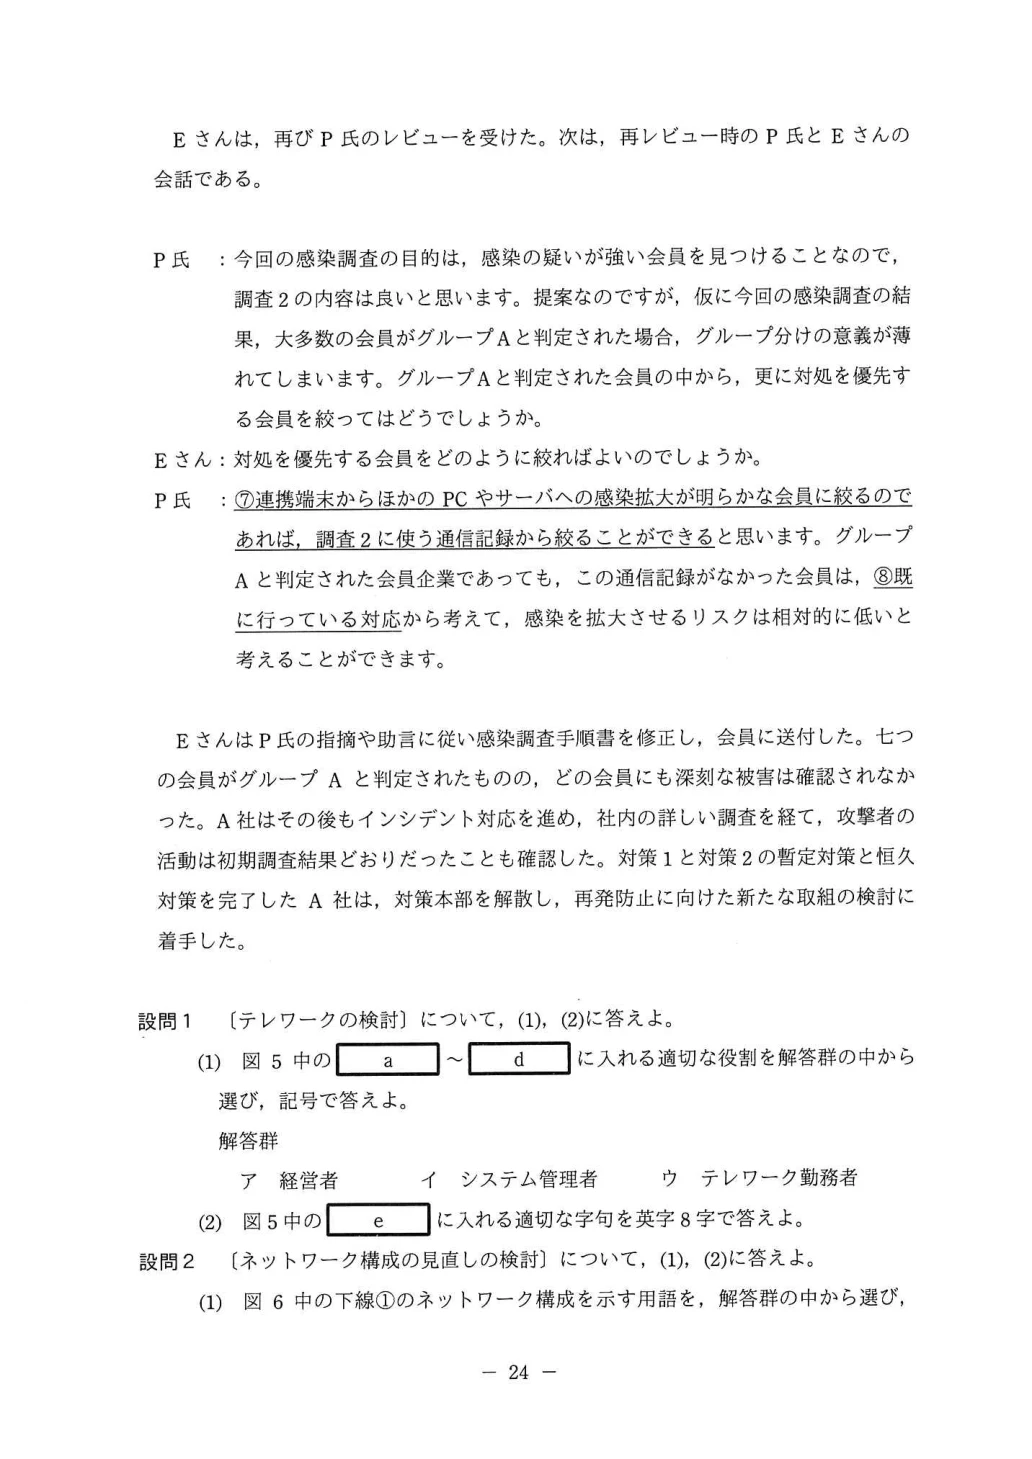 E さんは，再び P 氏のレビューを受けた。次は，再レビュー時の P 氏と E さんの
会話である。
P 氏　：今回の感染調査の目的は，感染の疑いが強い会員を見つけることなので，
調査 2 の内容は良いと思います。提案なのですが，仮に今回の感染調査の結
果，大多数の会員がグループ A と判定された場合，グループ分けの意義が薄
れてしまいます。グループ A と判定された会員の中から，更に対処を優先す
る会員を絞ってはどうでしょうか。
E さん：対処を優先する会員をどのように絞ればよいのでしょうか。
P 氏　：⑦連携端末からほかの PC やサーバへの感染拡大が明らかな会員に絞るので
あれば，調査 2 に使う通信記録から絞ることができると思います。グループ
A と判定された会員企業であっても，この通信記録がなかった会員は，⑧既
に行っている対応から考えて，感染を拡大させるリスクは相対的に低いと
考えることができます。
E さんは P 氏の指摘や助言に従い感染調査手順書を修正し，会員に送付した。七つ
の会員がグループ A と判定されたものの，どの会員にも深刻な被害は確認されなか
った。A 社はその後もインシデント対応を進め，社内の詳しい調査を経て，攻撃者の
活動は初期調査結果どおりだったことも確認した。対策 1 と対策 2 の暫定対策と恒久
対策を完了した A 社は，対策本部を解散し，再発防止に向けた新たな取組の検討に
着手した。
設問 1　〔テレワークの検討〕について，(1)，(2)に答えよ。
(1)　図 5 中の a ～ d に入れる適切な役割を解答群の中から
選び，記号で答えよ。
解答群
ア　経営者　イ　システム管理者　ウ　テレワーク勤務者
(2)　図 5 中の e に入れる適切な字句を英字 8 字で答えよ。
設問 2　〔ネットワーク構成の見直しの検討〕について，(1)，(2)に答えよ。
(1)　図 6 中の下線①のネットワーク構成を示す用語を，解答群の中から選び，
－ 24 －